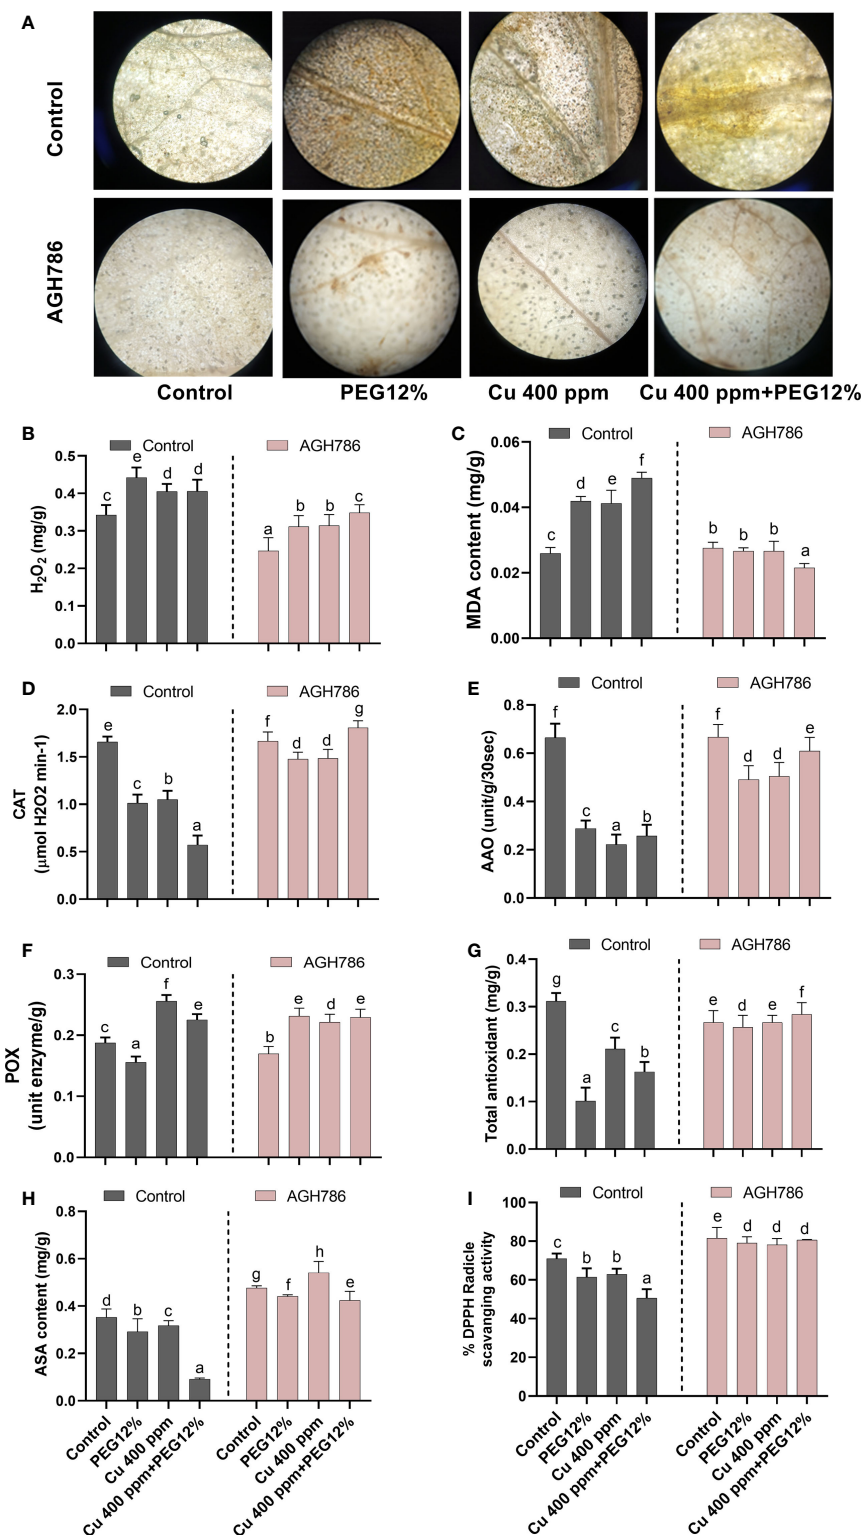 A
Control
AGH786
Control PEG12% Cu 400 ppm Cu 400 ppm+PEG12%
B
Control AGH786
H2O2 (mg/g)
0.5
0.4
0.3
0.2
0.1
0.0
c e d d a b b c
C
Control AGH786
MDA content (mg/g)
0.06
0.04
0.02
0.00
c d e f b b b a
D
Control AGH786
CAT
(µmol H2O2 min-1)
2.0
1.5
1.0
0.5
0.0
e c b a f d d g
E
Control AGH786
AAO (unit/g/30sec)
0.8
0.6
0.4
0.2
0.0
f c a b f d d e
F
Control AGH786
POX
(unit enzyme/g)
0.3
0.2
0.1
0.0
c a f e b e d e
G
Control AGH786
Total antioxidant (mg/g)
0.4
0.3
0.2
0.1
0.0
g a c b e d e f
H
Control AGH786
ASA content (mg/g)
0.8
0.6
0.4
0.2
0.0
d b c a g f h e
Control PEG12% Cu 400 ppm Cu 400 ppm+PEG12% Control PEG12% Cu 400 ppm Cu 400 ppm+PEG12%
I
Control AGH786
% DPPH Radicle
scavanging activity
100
80
60
40
20
0
c b b a e d d d
Control PEG12% Cu 400 ppm Cu 400 ppm+PEG12% Control PEG12% Cu 400 ppm Cu 400 ppm+PEG12%